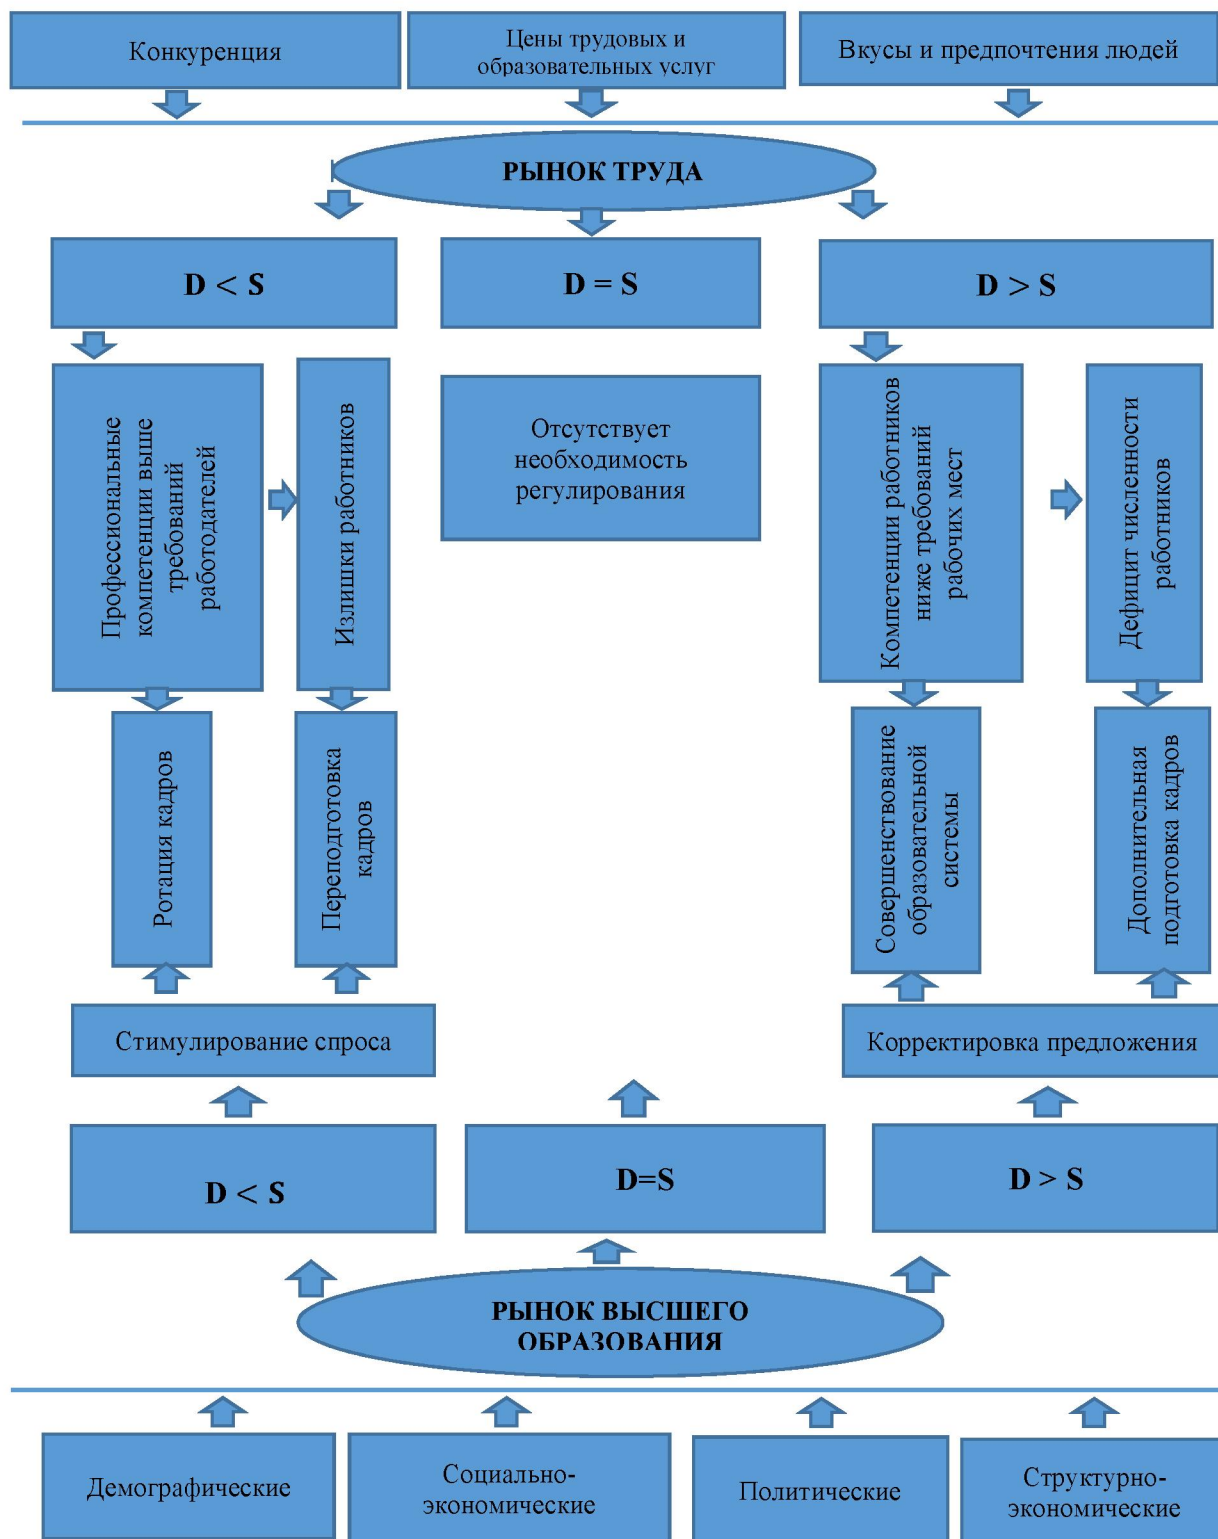 Конкуренция
Цены трудовых и
образовательных услуг
Вкусы и предпочтения людей
РЫНОК ТРУДА
D < S
D = S
D > S
Профессиональные
компетенции выше
требований
работодателей
Излишки работников
Отсутствует
необходимость
регулирования
Компетенции работников
ниже требований
рабочих мест
Дефицит численности
работников
Ротация кадров
Переподготовка
кадров
Совершенствование
образовательной
системы
Дополнительная
подготовка кадров
Стимулирование спроса
Корректировка предложения
D < S
D=S
D > S
РЫНОК ВЫСШЕГО
ОБРАЗОВАНИЯ
Демографические
Социально-
экономические
Политические
Структурно-
экономические